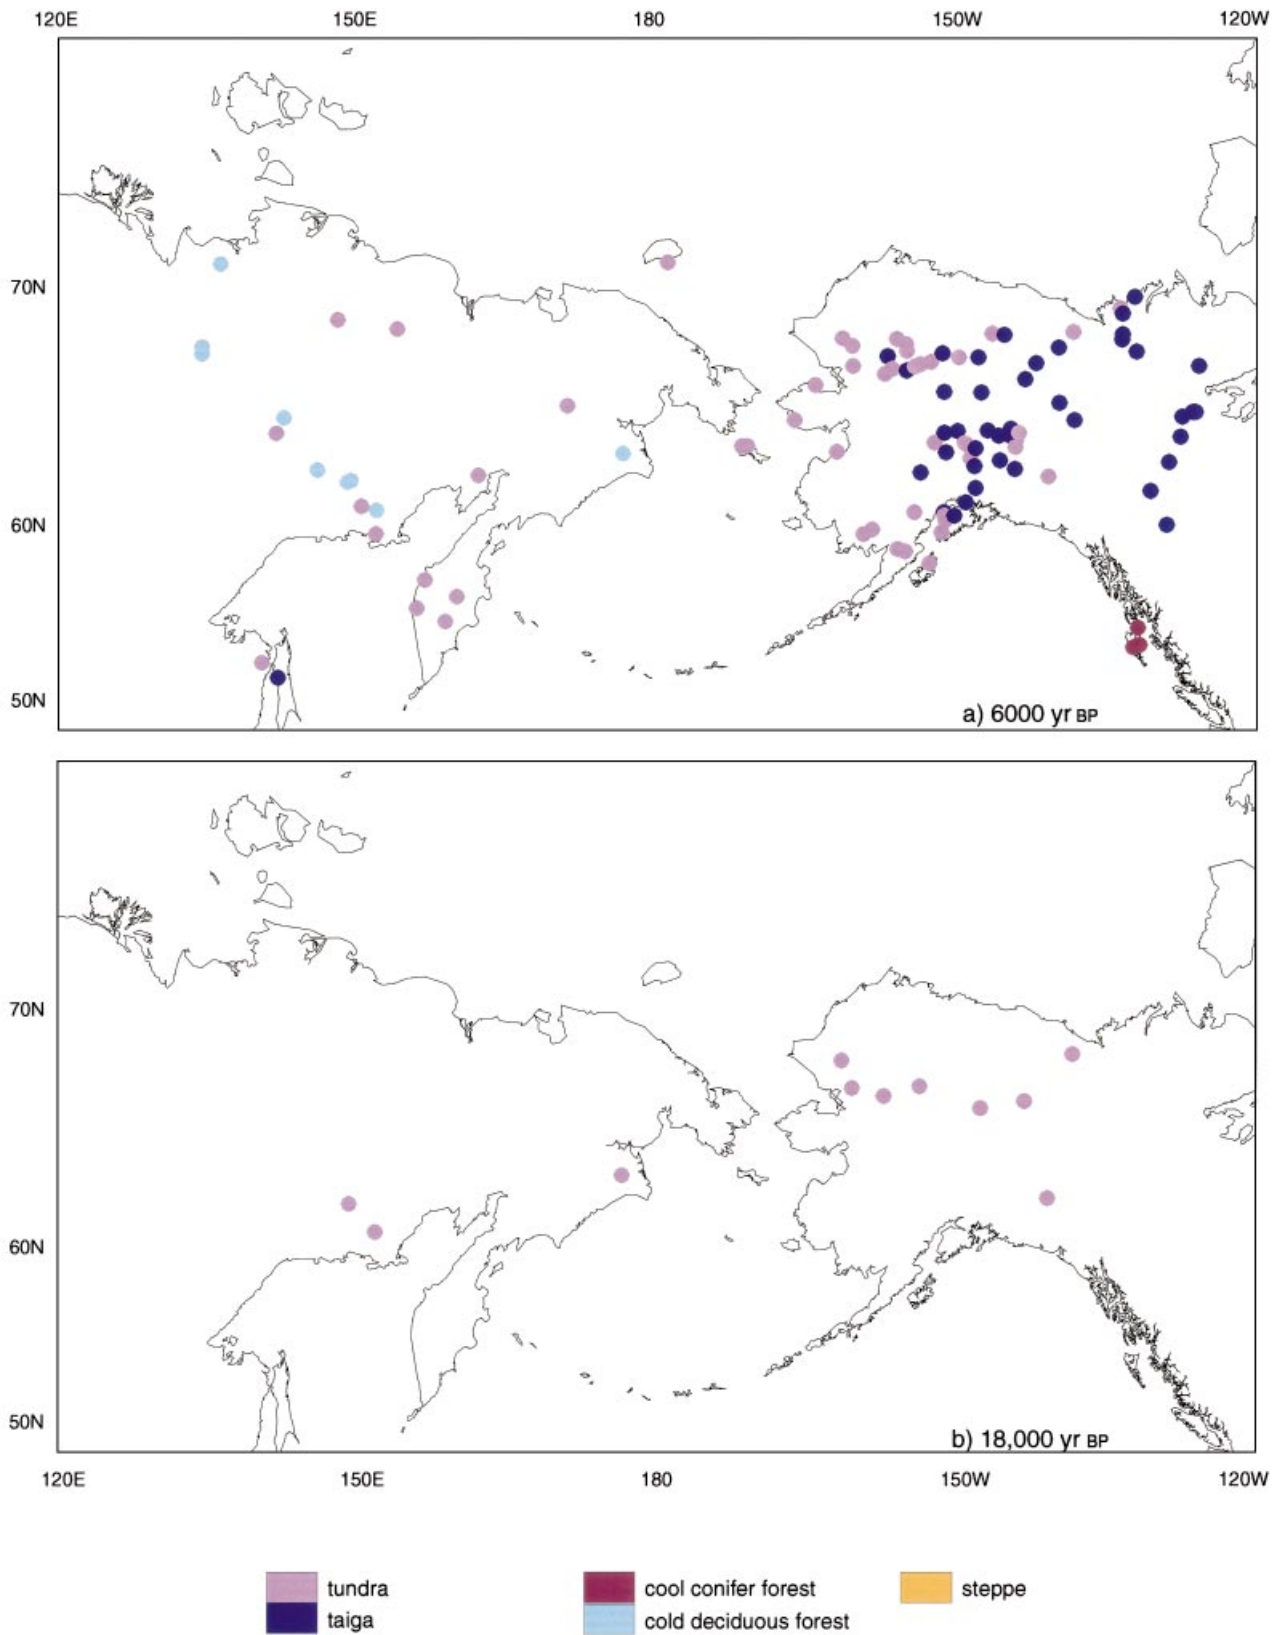 120E 150E 180 150W 120W
70N
60N
50N
a) 6000 yr BP
70N
60N
50N
b) 18,000 yr BP
120E 150E 180 150W 120W
tundra cool conifer forest steppe
taiga cold deciduous forest